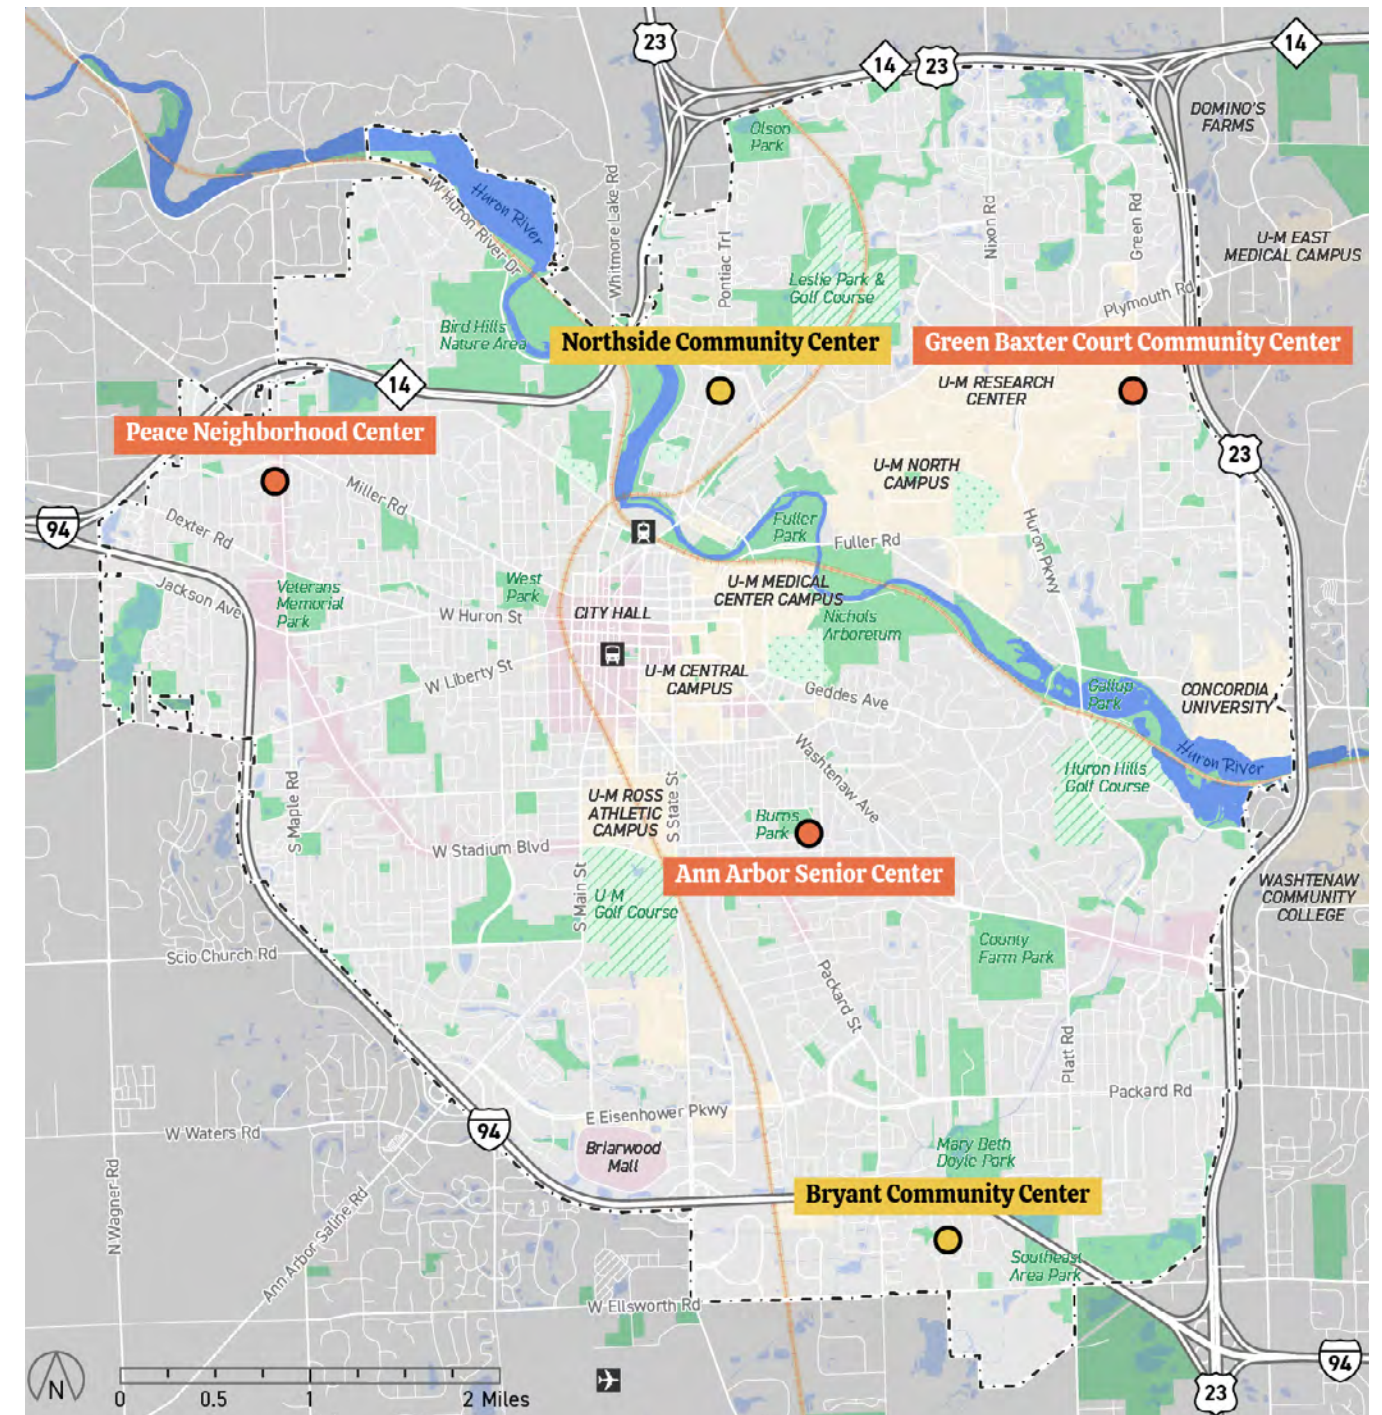 23
14
23
14
DOMINO'S
FARMS
Olson
Park
Huron River
W Huron River Dr
Whitmore Lake Rd
Pontiac Trl
Nixon Rd
Green Rd
U-M EAST
MEDICAL CAMPUS
Leslie Park &
Golf Course
Plymouth Rd
Bird Hills
Nature Area
Northside Community Center
Green Baxter Court Community Center
14
U-M RESEARCH
CENTER
Peace Neighborhood Center
23
U-M NORTH
CAMPUS
Miller Rd
94
Dexter Rd
Fuller
Park
Fuller Rd
Huron Pkwy
Jackson Ave
Veterans
Memorial
Park
West
Park
U-M MEDICAL
CENTER CAMPUS
W Huron St
CITY HALL
Nichols
Arboretum
W Liberty St
U-M CENTRAL
CAMPUS
Geddes Ave
Gallup
Park
CONCORDIA
UNIVERSITY
Washtenaw Ave
Huron River
Huron Hills
Golf Course
S Maple Rd
U-M ROSS
ATHLETIC
CAMPUS
S State St
Burns
Park
W Stadium Blvd
Ann Arbor Senior Center
S Main St
U-M
Golf Course
WASHTENAW
COMMUNITY
COLLEGE
Scio Church Rd
County
Farm Park
Packard St
Platt Rd
Packard Rd
E Eisenhower Pkwy
94
W Waters Rd
Briarwood
Mall
Mary Beth
Doyle Park
N Wagner Rd
Ann Arbor Saline Rd
Bryant Community Center
Southeast
Area Park
W Ellsworth Rd
94
23
N
0 0.5 1 2 Miles